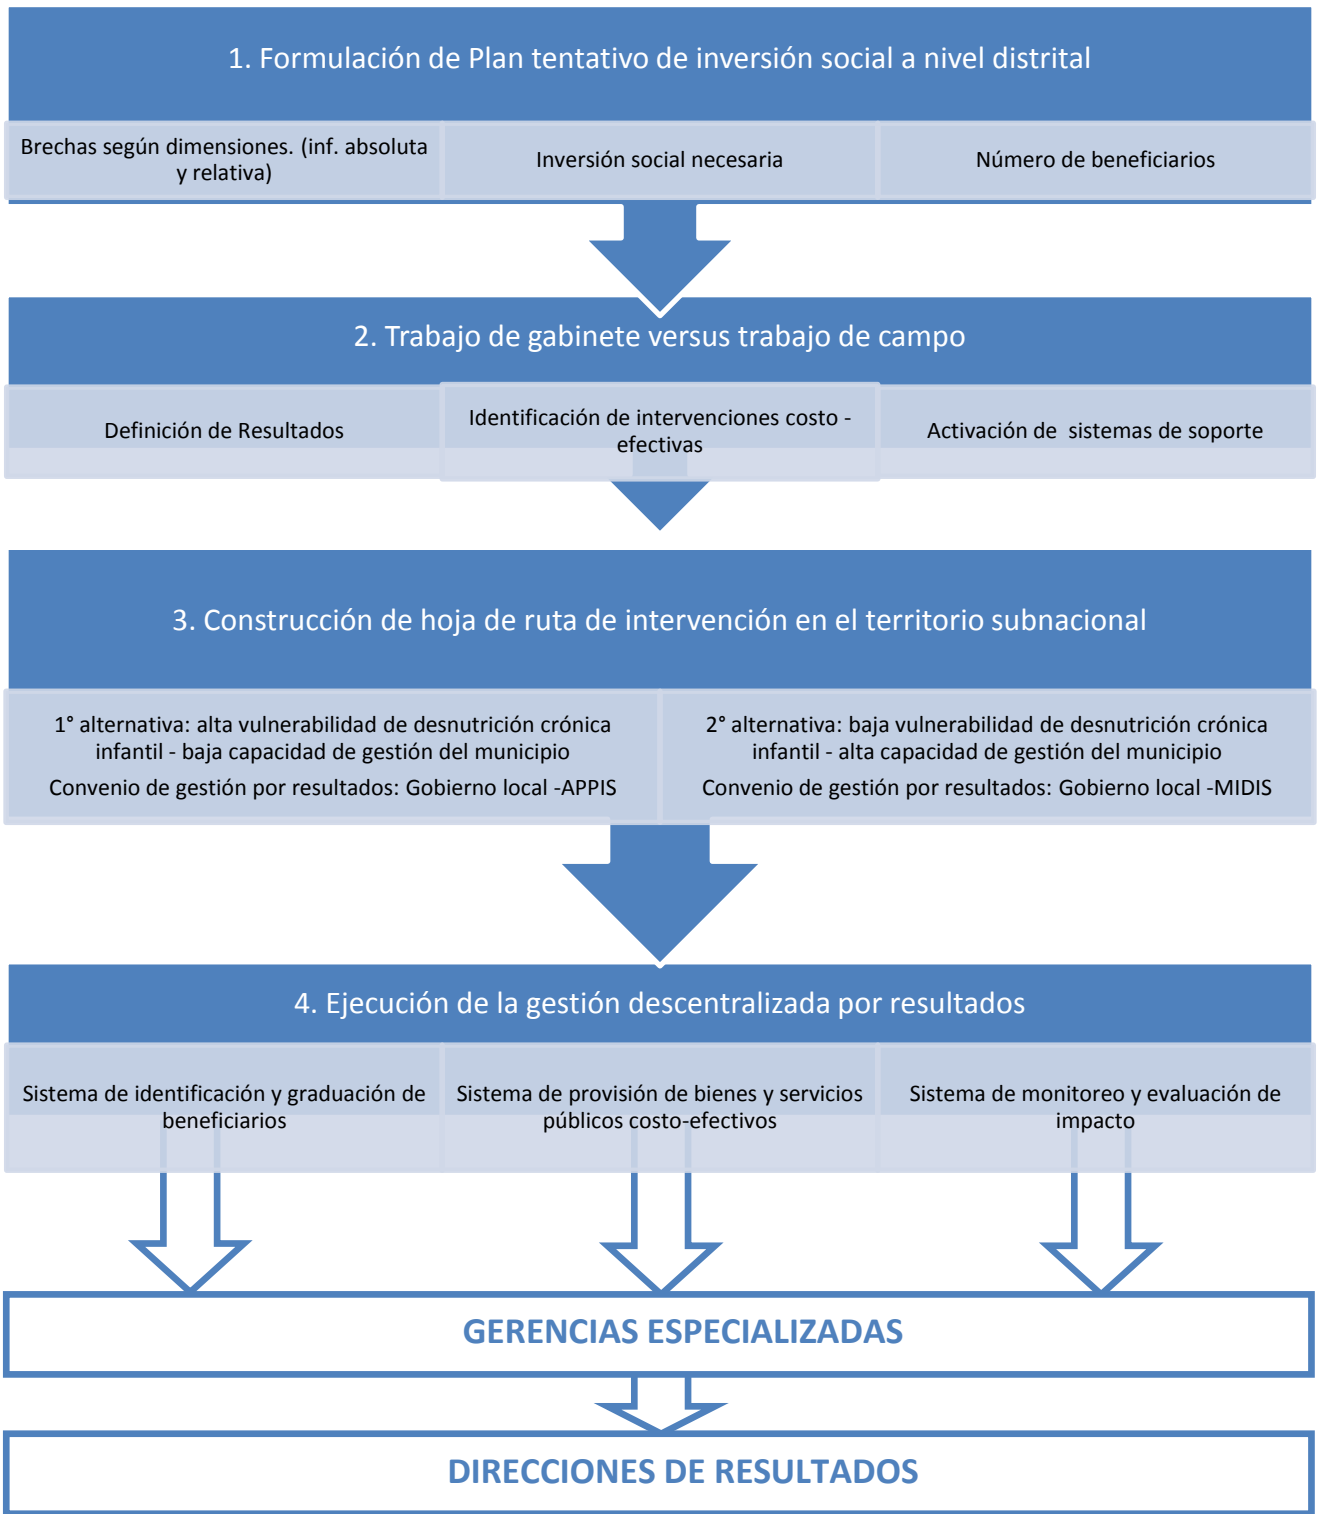 1. Formulación de Plan tentativo de inversión social a nivel distrital
Brechas según dimensiones. (inf. absoluta
y relativa)
Inversión social necesaria
Número de beneficiarios
2. Trabajo de gabinete versus trabajo de campo
Definición de Resultados
Identificación de intervenciones costo -
efectivas
Activación de sistemas de soporte
3. Construcción de hoja de ruta de intervención en el territorio subnacional
1° alternativa: alta vulnerabilidad de desnutrición crónica
infantil - baja capacidad de gestión del municipio
Convenio de gestión por resultados: Gobierno local -APPIS
2° alternativa: baja vulnerabilidad de desnutrición crónica
infantil - alta capacidad de gestión del municipio
Convenio de gestión por resultados: Gobierno local -MIDIS
4. Ejecución de la gestión descentralizada por resultados
Sistema de identificación y graduación de
beneficiarios
Sistema de provisión de bienes y servicios
públicos costo-efectivos
Sistema de monitoreo y evaluación de
impacto
GERENCIAS ESPECIALIZADAS
DIRECCIONES DE RESULTADOS